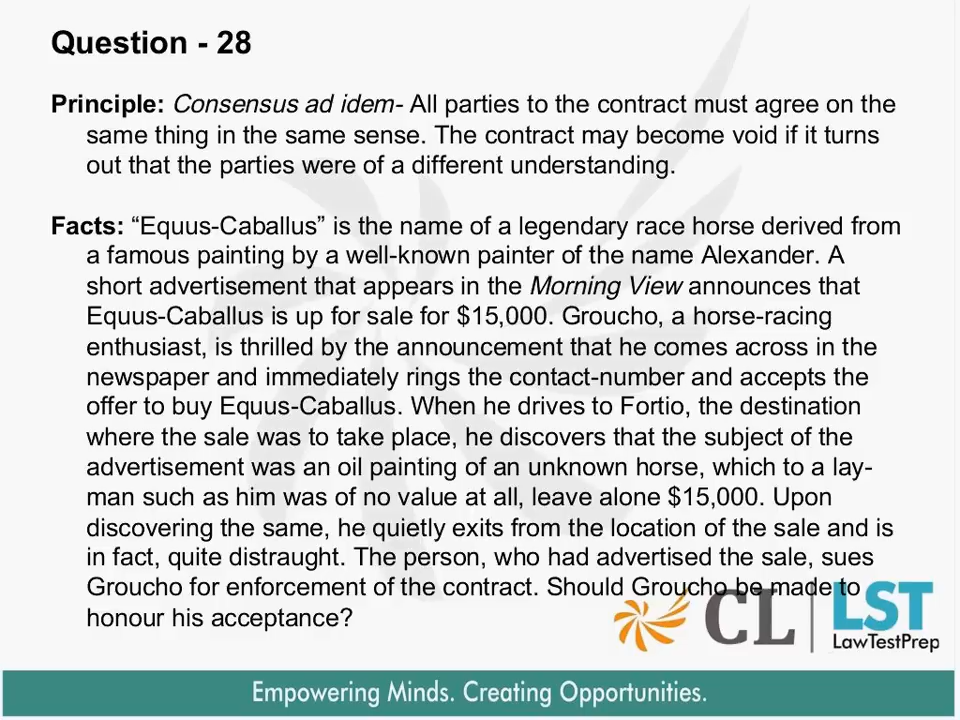 Question - 28
Principle: Consensus ad idem- All parties to the contract must agree on the
same thing in the same sense. The contract may become void if it turns
out that the parties were of a different understanding.
Facts: “Equus-Caballus” is the name of a legendary race horse derived from
a famous painting by a well-known painter of the name Alexander. A
short advertisement that appears in the Morning View announces that
Equus-Caballus is up for sale for $15,000. Groucho, a horse-racing
enthusiast, is thrilled by the announcement that he comes across in the
newspaper and immediately rings the contact-number and accepts the
offer to buy Equus-Caballus. When he drives to Fortio, the destination
where the sale was to take place, he discovers that the subject of the
advertisement was an oil painting of an unknown horse, which to a lay-
man such as him was of no value at all, leave alone $15,000. Upon
discovering the same, he quietly exits from the location of the sale and is
in fact, quite distraught. The person, who had advertised the sale, sues
Groucho for enforcement of the contract. Should Groucho be made to
honour his acceptance?
CL LST
LawTestPrep
Empowering Minds. Creating Opportunities.